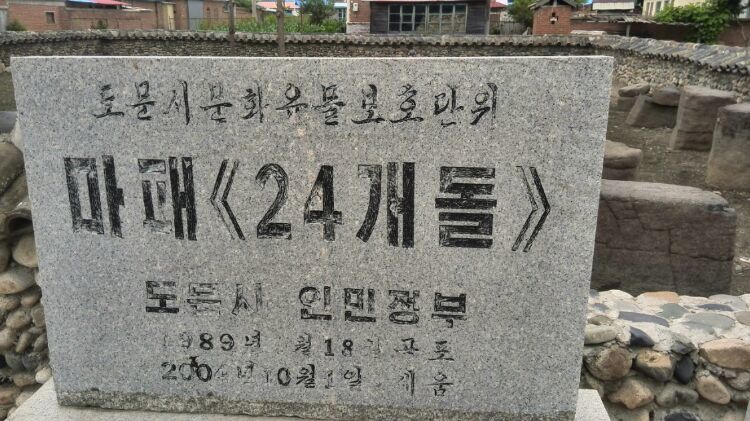 도문시문화유물보호단위
마패《24개돌》
도문시 인민정부
1989년 월18일 공포
2004년10월1일 세움